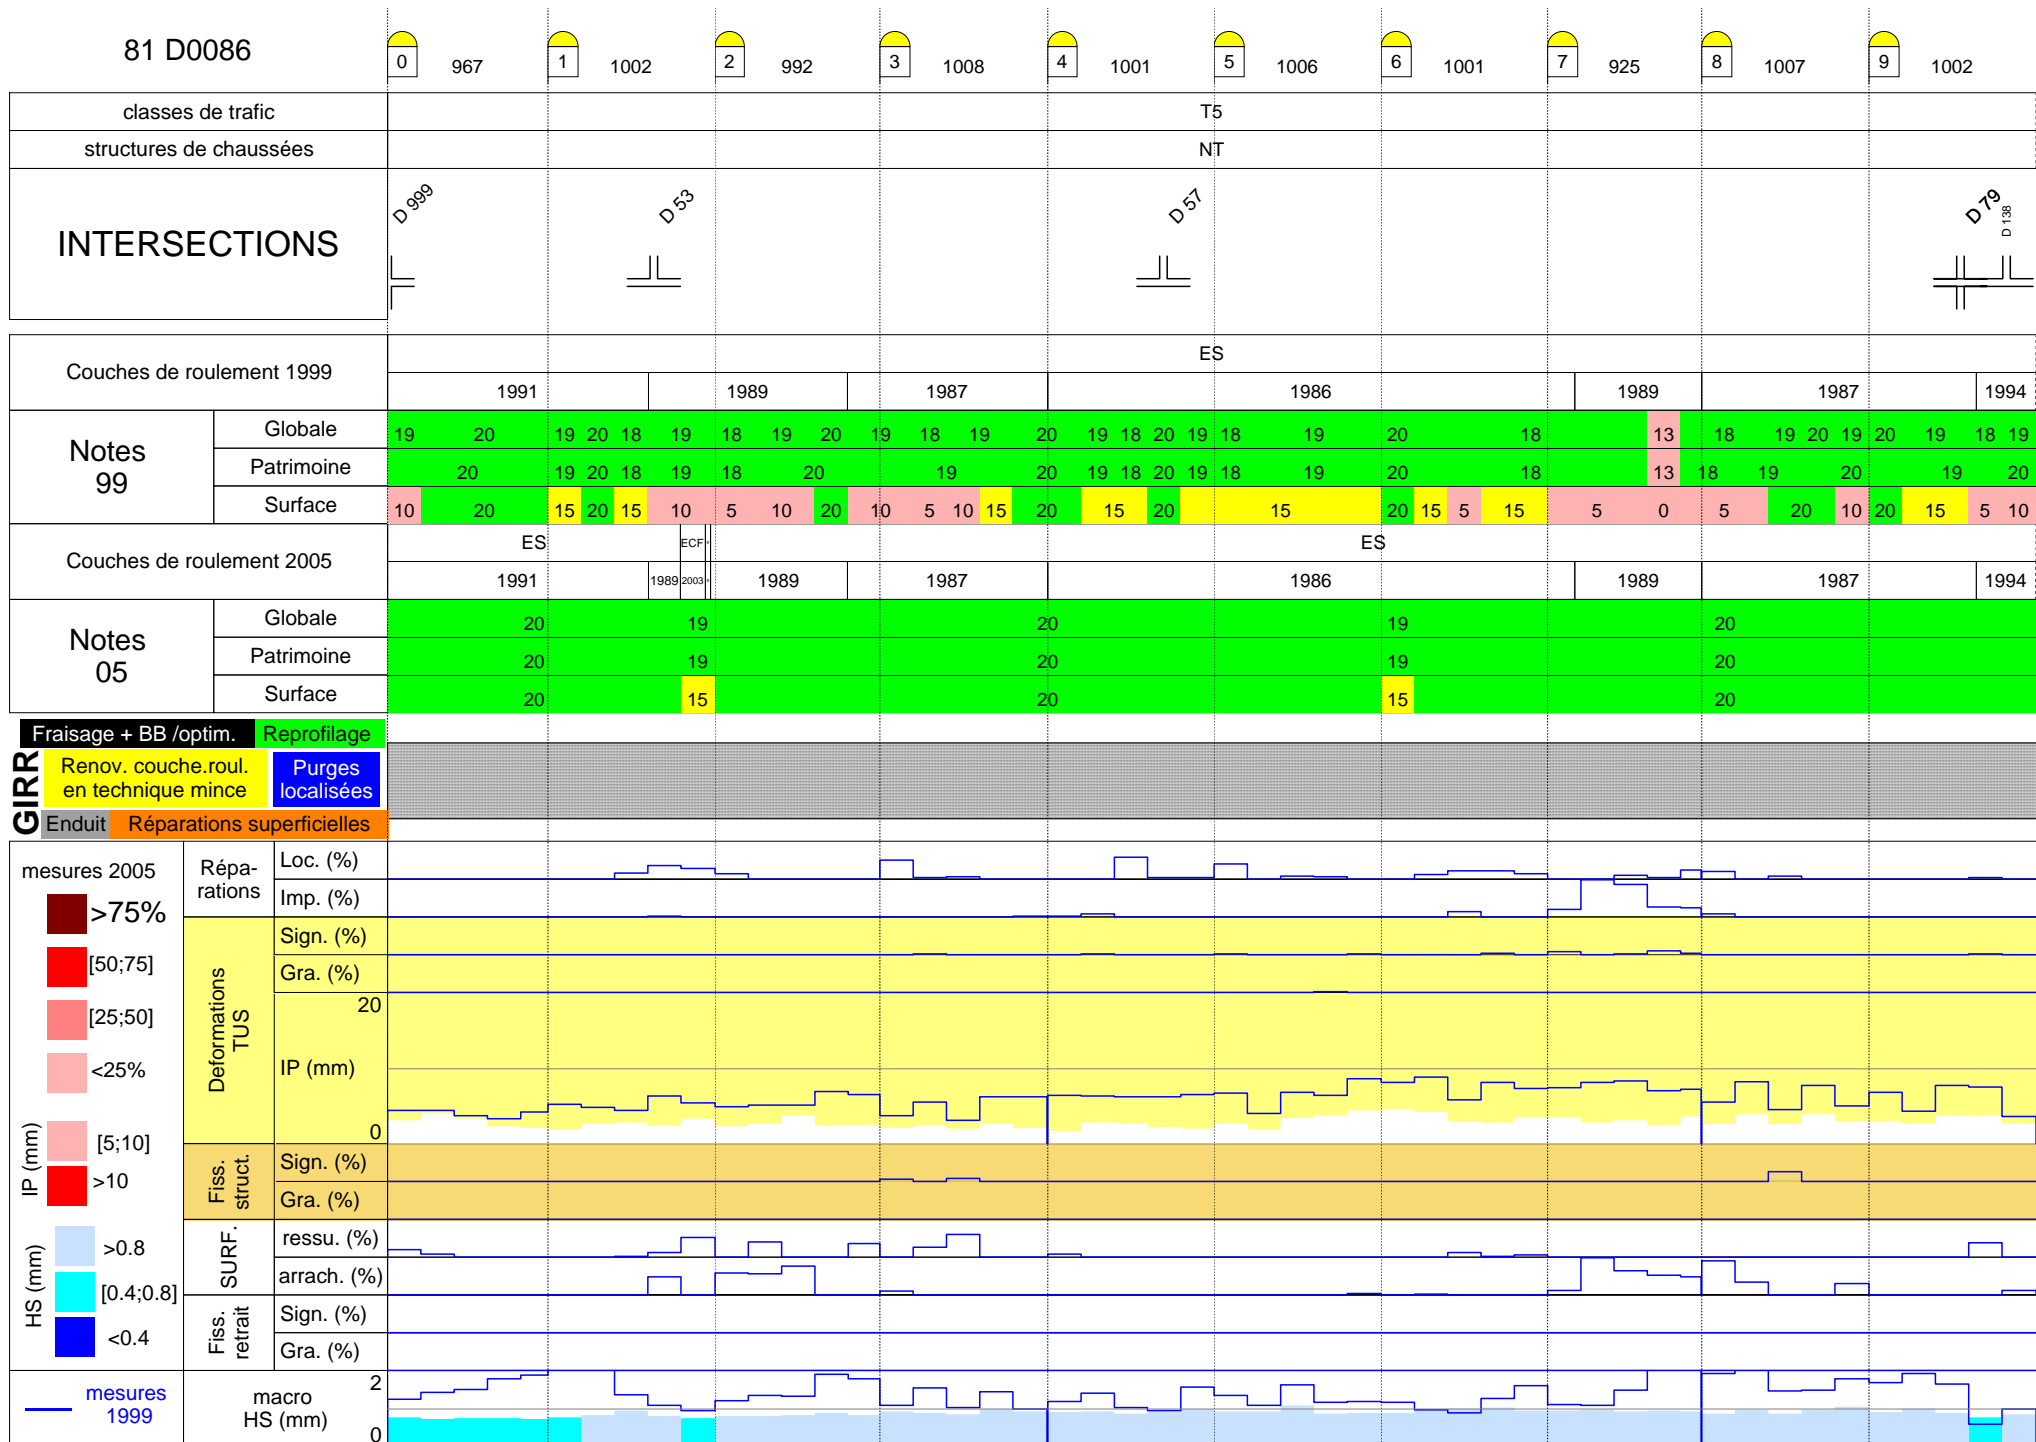 81 D0086
0 967 1 1002 2 992 3 1008 4 1001 5 1006 6 1001 7 925 8 1007 9 1002
classes de trafic T5
structures de chaussées NT
INTERSECTIONS
D 999 D 53 D 57 D 79 D 138
Couches de roulement 1999
ES
1991 1989 1987 1986 1989 1987 1994
Notes 99
Globale 19 20 19 20 18 19 18 19 20 19 18 19 20 19 18 20 19 18 19 20 18 13 18 19 20 19 20 19 18 19
Patrimoine 20 19 20 18 19 18 20 19 20 19 18 20 19 18 19 20 18 13 18 19 20 19 20
Surface 10 20 15 20 15 10 5 10 20 10 5 10 15 20 15 20 15 20 15 5 15 5 0 5 20 10 20 15 5 10
Couches de roulement 2005
ES ECF ES
1991 1989 2003 1989 1987 1986 1989 1987 1994
Notes 05
Globale 20 19 20 19 20
Patrimoine 20 19 20 19 20
Surface 20 15 20 15 20
GIRR
Fraisage + BB /optim. Reprofilage
Renov. couche.roul.
en technique mince
Purges
localisées
Enduit Réparations superficielles
mesures 2005
>75%
[50;75]
[25;50]
<25%
IP (mm)
[5;10]
>10
HS (mm)
>0.8
[0.4;0.8]
<0.4
mesures
1999
Répa-
rations
Loc. (%)
Imp. (%)
Deformations
TUS
Sign. (%)
Gra. (%)
20
IP (mm)
0
Fiss.
struct.
Sign. (%)
Gra. (%)
SURF.
ressu. (%)
arrach. (%)
Fiss.
retrait
Sign. (%)
Gra. (%)
macro
HS (mm)
2
0